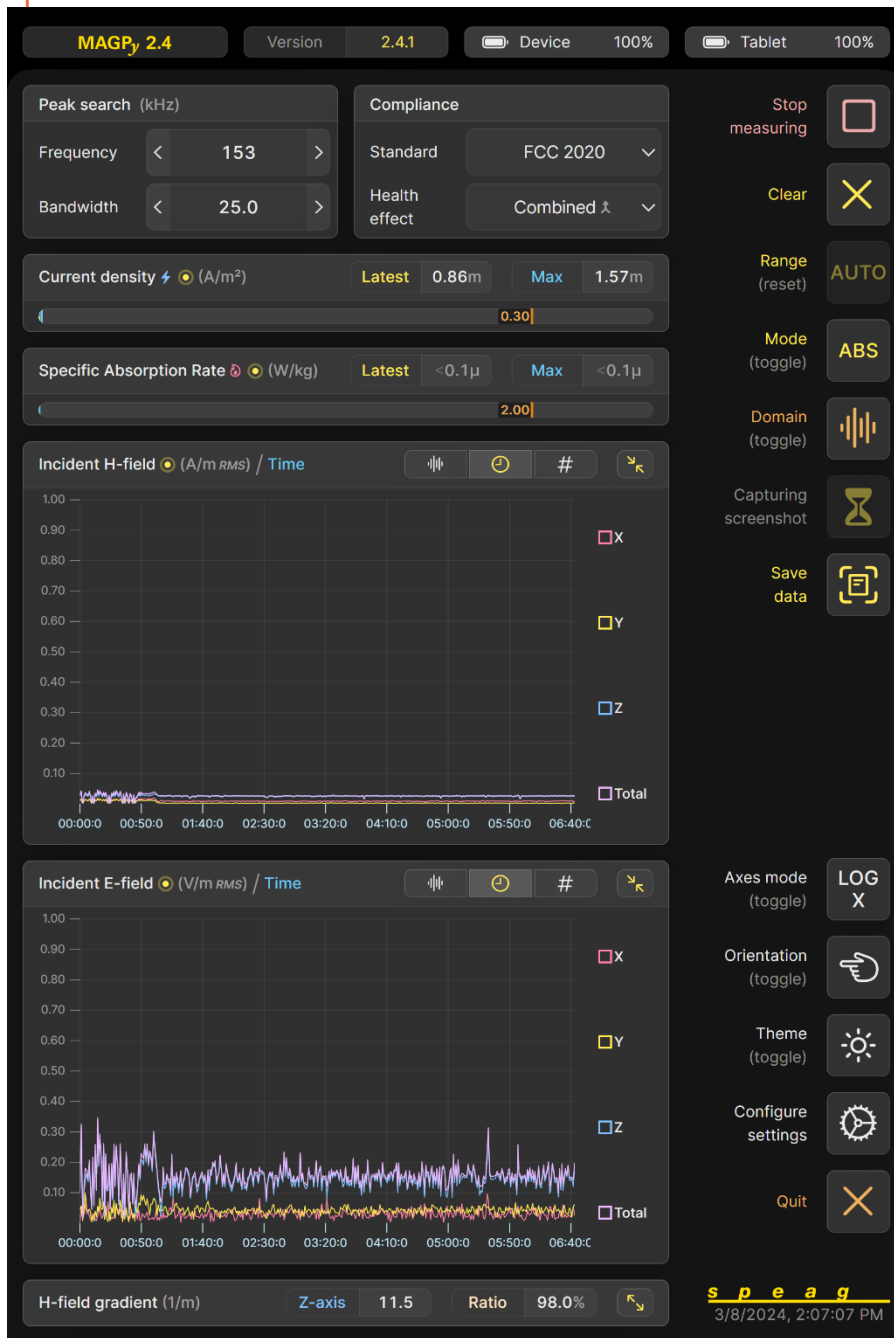 MAGPy 2.4
Version 2.4.1
Device 100%
Tablet 100%
Peak search (kHz)
Frequency < 153 >
Bandwidth < 25.0 >
Compliance
Standard FCC 2020
Health
effect
Combined
Current density (A/m²) Latest 0.86m Max 1.57m
0.30
Specific Absorption Rate (W/kg) Latest <0.1µ Max <0.1µ
2.00
Incident H-field (A/m RMS) / Time
#
1.00
0.90
0.80
0.70
0.60
0.50
0.40
0.30
0.20
0.10
X
Y
Z
Total
00:00:0 00:50:0 01:40:0 02:30:0 03:20:0 04:10:0 05:00:0 05:50:0 06:40:0
Incident E-field (V/m RMS) / Time
#
1.00
0.90
0.80
0.70
0.60
0.50
0.40
0.30
0.20
0.10
X
Y
Z
Total
00:00:0 00:50:0 01:40:0 02:30:0 03:20:0 04:10:0 05:00:0 05:50:0 06:40:0
H-field gradient (1/m) Z-axis 11.5 Ratio 98.0%
Stop
measuring
Clear
Range
(reset)
AUTO
Mode
(toggle)
ABS
Domain
(toggle)
Capturing
screenshot
Save
data
Axes mode
(toggle)
LOG
X
Orientation
(toggle)
Theme
(toggle)
Configure
settings
Quit
speag
3/8/2024, 2:07:07 PM